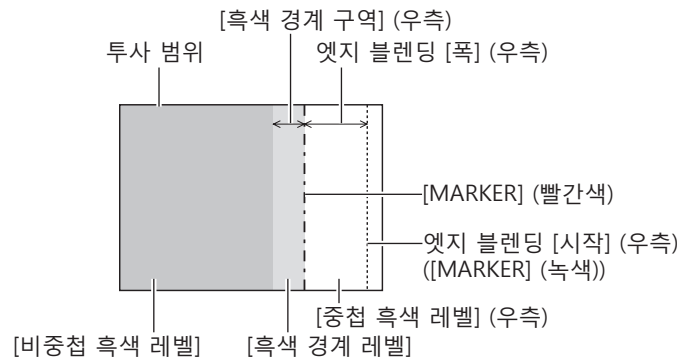 [흑색 경계 구역] (우측)
투사 범위
엣지 블렌딩 [폭] (우측)
[MARKER] (빨간색)
엣지 블렌딩 [시작] (우측)
([MARKER] (녹색))
[중첩 흑색 레벨] (우측)
[비중첩 흑색 레벨]
[흑색 경계 레벨]